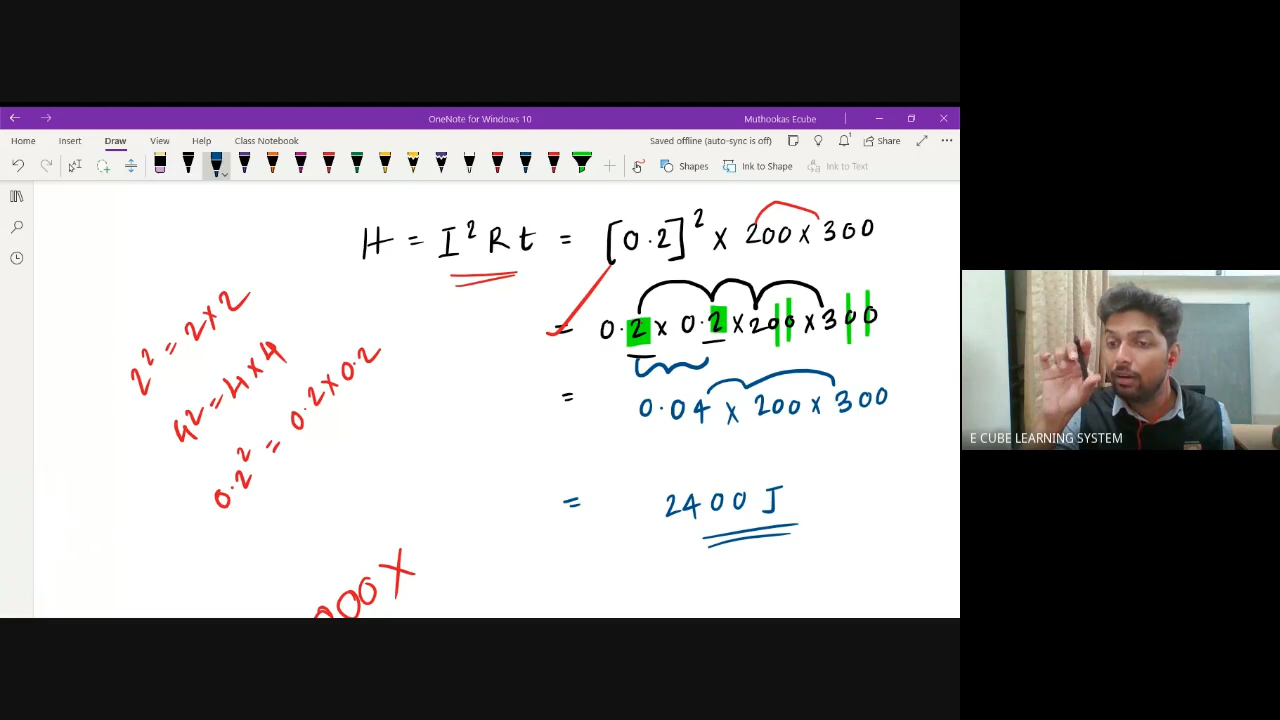 OneNote for Windows 10
Muthookas Ecube
Home Insert Draw View Help Class Notebook
Saved offline (auto-sync is off)
Share
Shapes
Ink to Shape
Ink to Text
H = I² R t = [0.2]² × 200 × 300
= 0.2 × 0.2 × 200 × 300
= 0.04 × 200 × 300
= 2400 J
2² = 2×2
4² = 4×4
0.2² = 0.2×0.2
E CUBE LEARNING SYSTEM